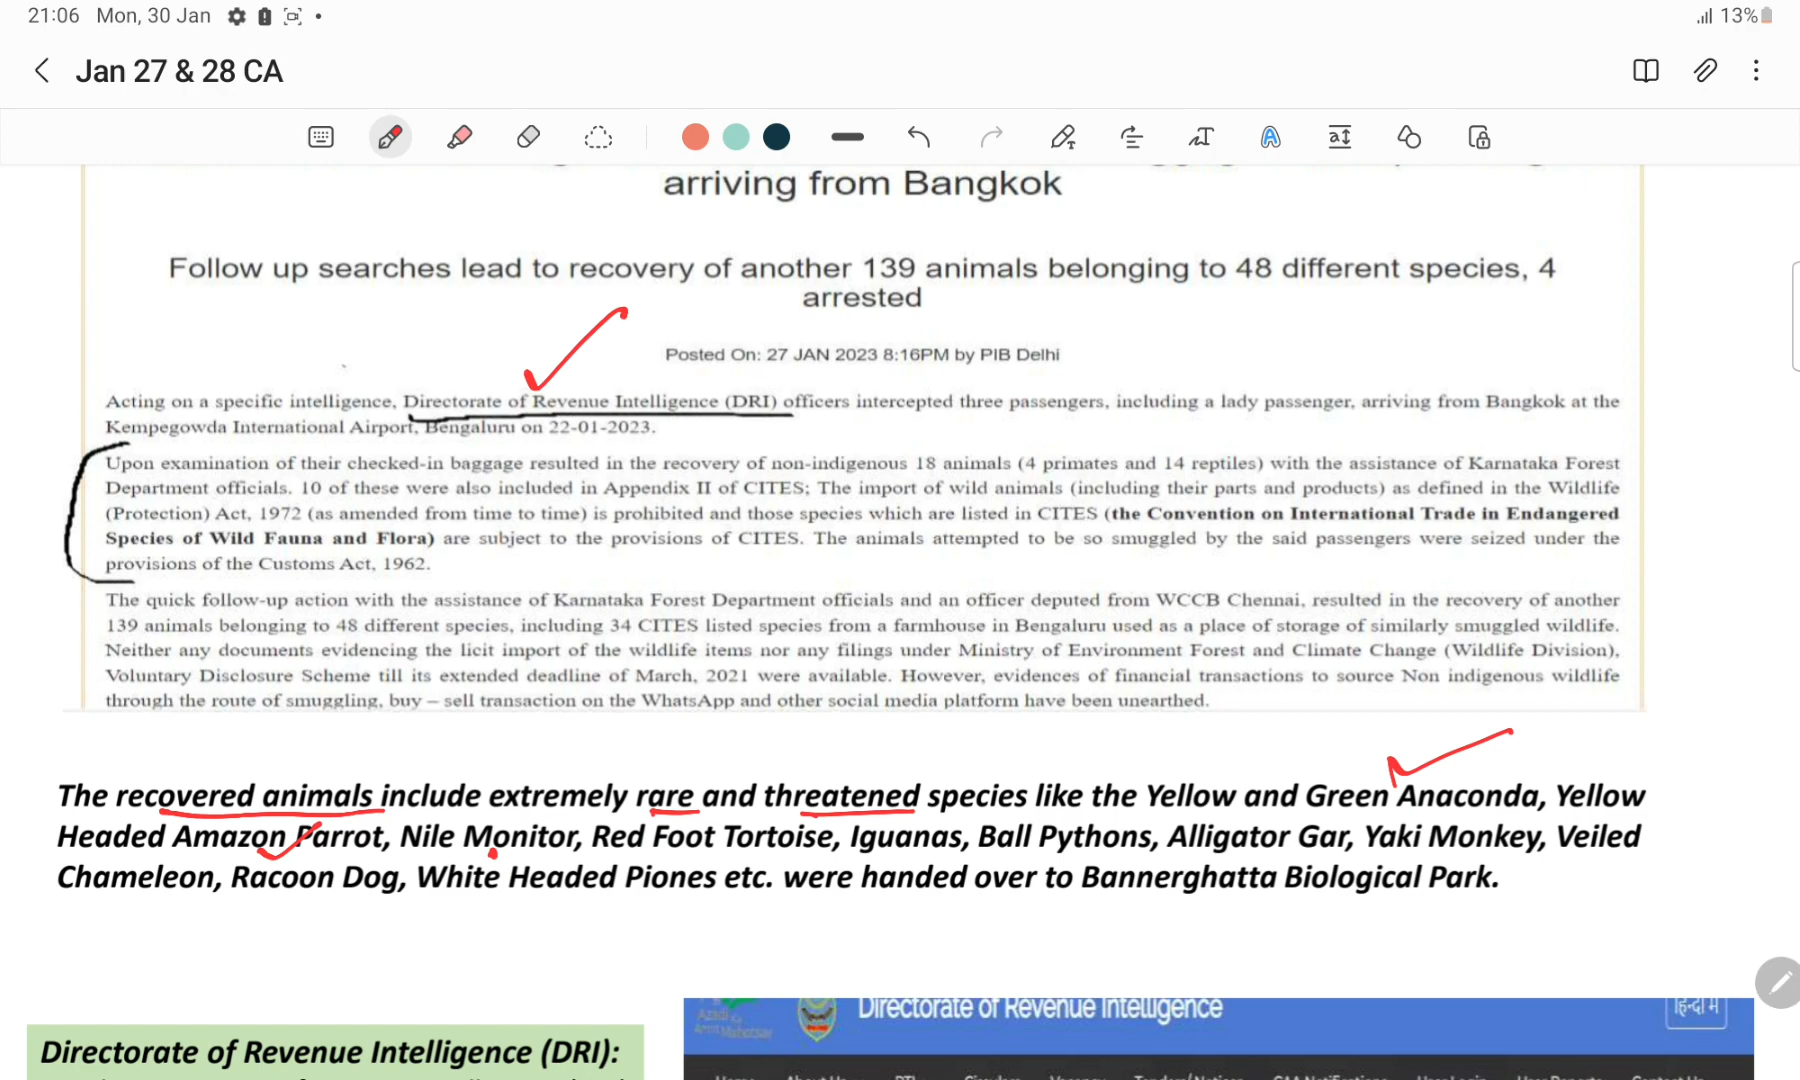 21:06 Mon, 30 Jan
13%
Jan 27 & 28 CA
arriving from Bangkok
Follow up searches lead to recovery of another 139 animals belonging to 48 different species, 4
arrested
Posted On: 27 JAN 2023 8:16PM by PIB Delhi
Acting on a specific intelligence, Directorate of Revenue Intelligence (DRI) officers intercepted three passengers, including a lady passenger, arriving from Bangkok at the
Kempegowda International Airport, Bengaluru on 22-01-2023.
Upon examination of their checked-in baggage resulted in the recovery of non-indigenous 18 animals (4 primates and 14 reptiles) with the assistance of Karnataka Forest
Department officials. 10 of these were also included in Appendix II of CITES; The import of wild animals (including their parts and products) as defined in the Wildlife
(Protection) Act, 1972 (as amended from time to time) is prohibited and those species which are listed in CITES (the Convention on International Trade in Endangered
Species of Wild Fauna and Flora) are subject to the provisions of CITES. The animals attempted to be so smuggled by the said passengers were seized under the
provisions of the Customs Act, 1962.
The quick follow-up action with the assistance of Karnataka Forest Department officials and an officer deputed from WCCB Chennai, resulted in the recovery of another
139 animals belonging to 48 different species, including 34 CITES listed species from a farmhouse in Bengaluru used as a place of storage of similarly smuggled wildlife.
Neither any documents evidencing the licit import of the wildlife items nor any filings under Ministry of Environment Forest and Climate Change (Wildlife Division),
Voluntary Disclosure Scheme till its extended deadline of March, 2021 were available. However, evidences of financial transactions to source Non indigenous wildlife
through the route of smuggling, buy – sell transaction on the WhatsApp and other social media platform have been unearthed.
The recovered animals include extremely rare and threatened species like the Yellow and Green Anaconda, Yellow
Headed Amazon Parrot, Nile Monitor, Red Foot Tortoise, Iguanas, Ball Pythons, Alligator Gar, Yaki Monkey, Veiled
Chameleon, Racoon Dog, White Headed Piones etc. were handed over to Bannerghatta Biological Park.
Azadi
Amrit Mahotsav
Directorate of Revenue Intelligence
हिन्दी में
Directorate of Revenue Intelligence (DRI):